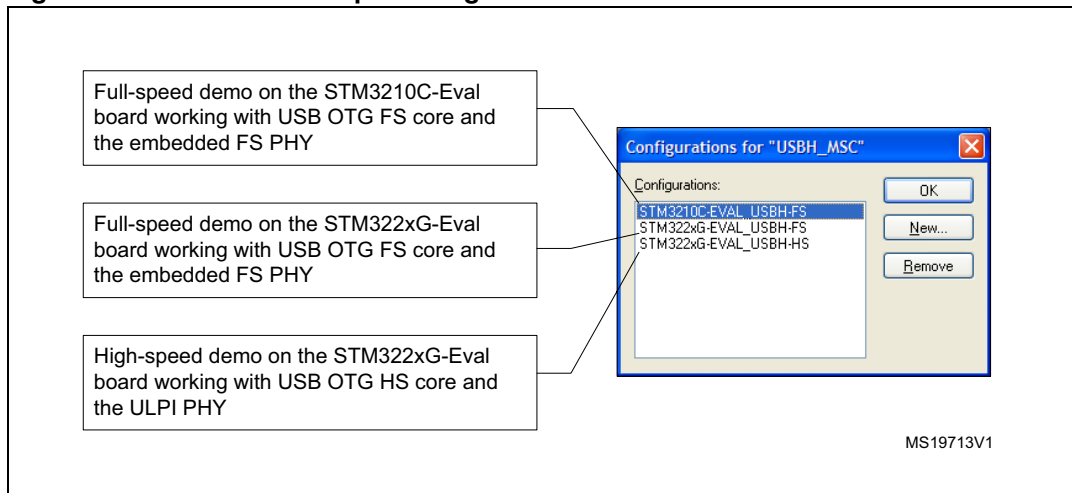 Full-speed demo on the STM3210C-Eval
board working with USB OTG FS core and
the embedded FS PHY
Full-speed demo on the STM322xG-Eval
board working with USB OTG FS core and
the embedded FS PHY
High-speed demo on the STM322xG-Eval
board working with USB OTG HS core and
the ULPI PHY
Configurations for "USBH_MSC"
Configurations:
STM3210C-EVAL_USBH-FS
STM322xG-EVAL_USBH-FS
STM322xG-EVAL_USBH-HS
OK
New...
Remove
MS19713V1